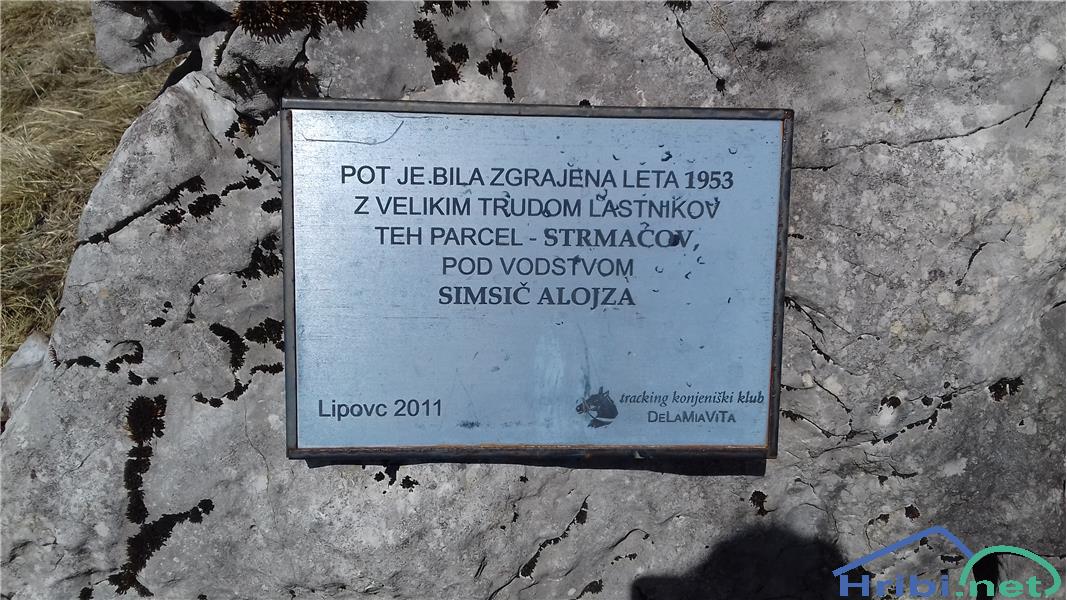 POT JE BILA ZGRAJENA LETA 1953
Z VELIKIM TRUDOM LASTNIKOV
TEH PARCEL - STRMAČOV,
POD VODSTVOM
SIMSIČ ALOJZA
Lipovc 2011
tracking konjeniški klub
DELAMIAVITA
Hribi.net